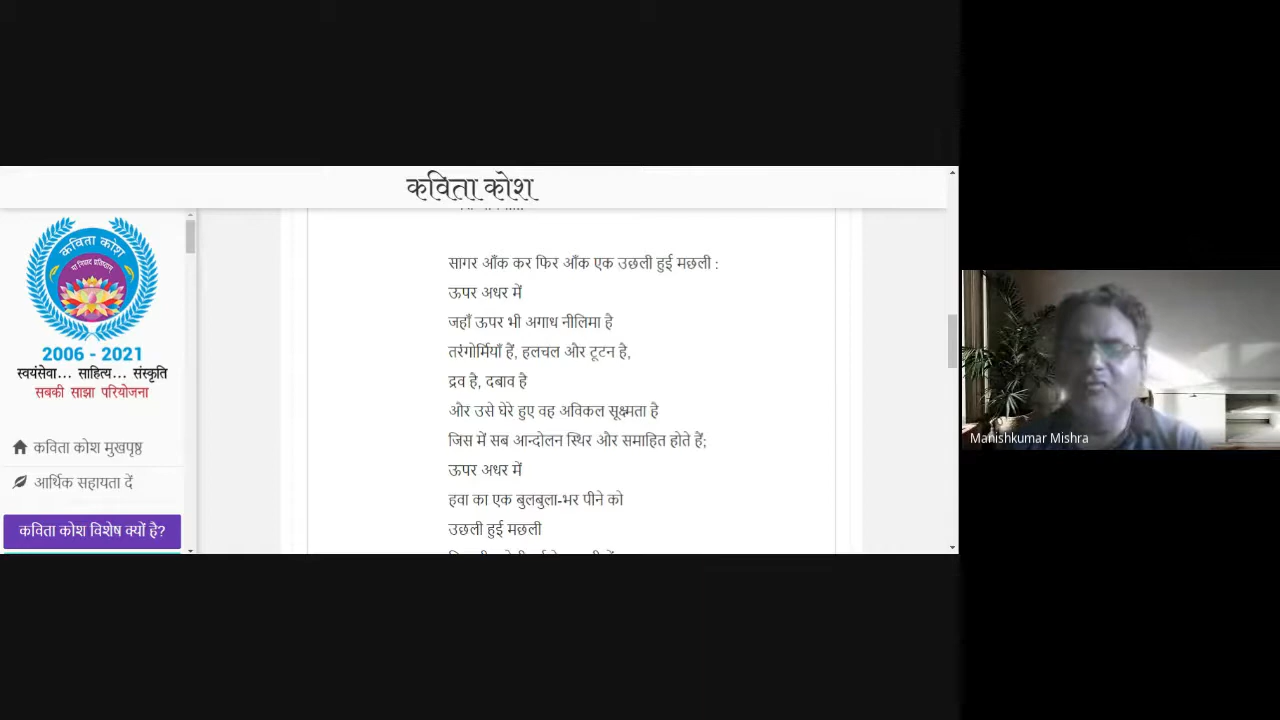 कविता कोश
कविता कोश
2006 - 2021
स्वयंसेवा... साहित्य... संस्कृति
सबकी साझा परियोजना
कविता कोश मुखपृष्ठ
आर्थिक सहायता दें
कविता कोश विशेष क्यों है?
सागर आँक कर फिर आँक एक उछली हुई मछली :
ऊपर अधर में
जहाँ ऊपर भी अगाध नीलिमा है
तरंगोर्मियाँ हैं, हलचल और टूटन है,
द्रव है, दबाव है
और उसे घेरे हुए वह अविकल सूक्ष्मता है
जिस में सब आन्दोलन स्थिर और समाहित होते हैं;
ऊपर अधर में
हवा का एक बुलबुला-भर पीने को
उछली हुई मछली
Manishkumar Mishra